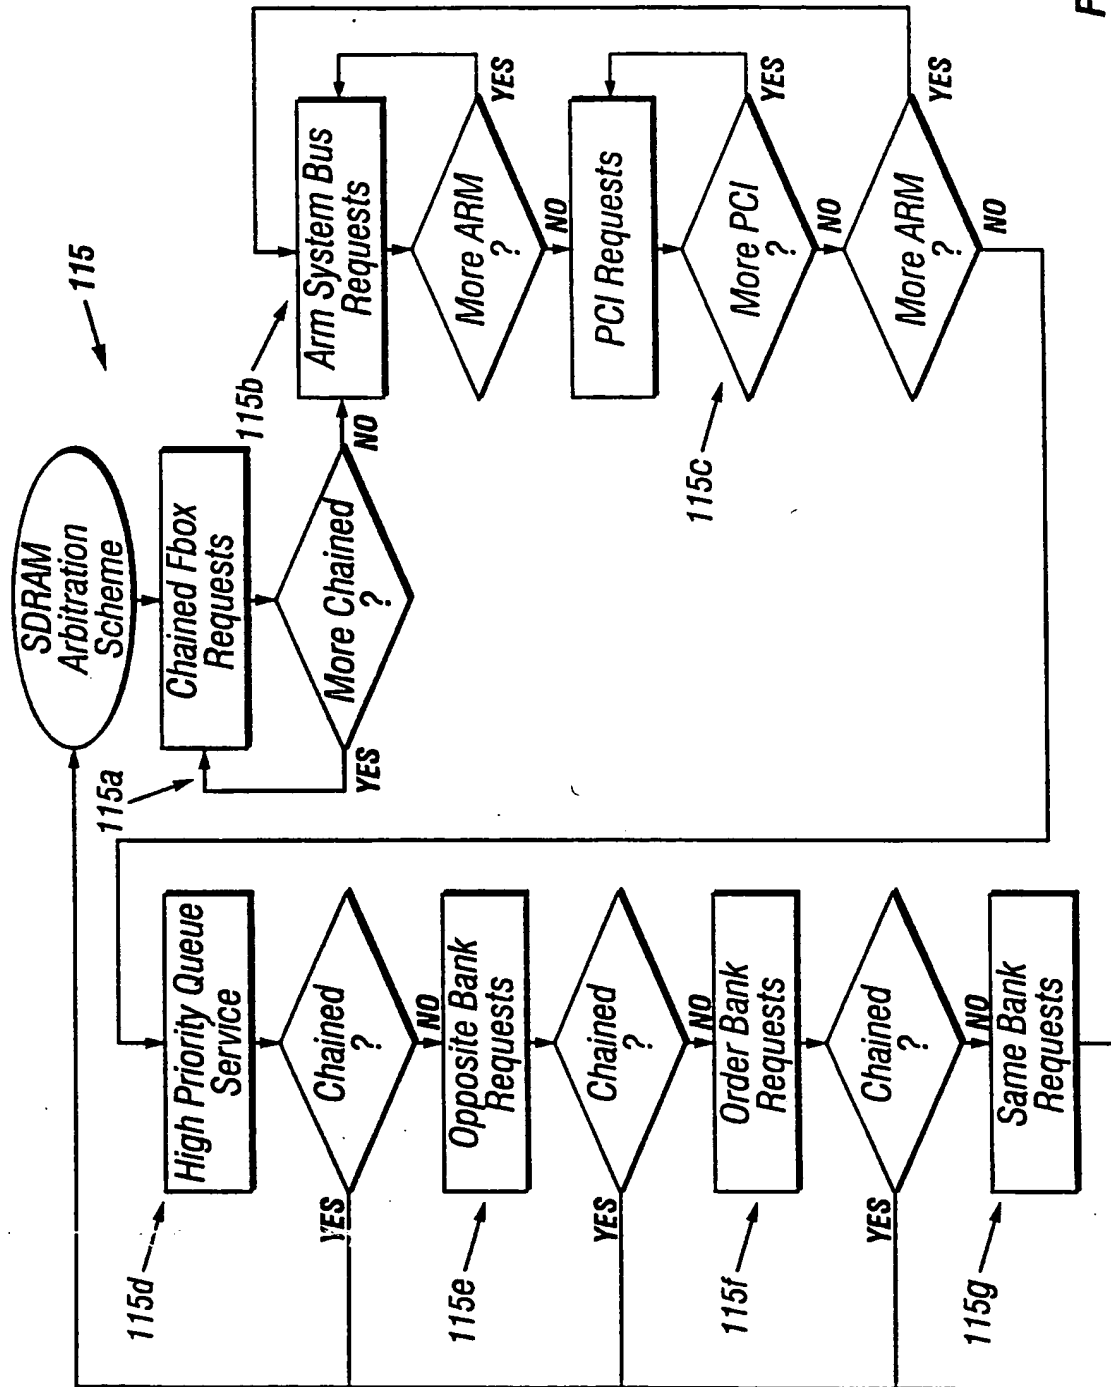 115
SDRAM
Arbitration
Scheme
115a
Chained Fbox
Requests
More Chained
?
YES
NO
115b
Arm System Bus
Requests
More ARM
?
YES
NO
PCI Requests
115c
More PCI
?
YES
NO
More ARM
?
YES
NO
115d
High Priority Queue
Service
Chained
?
YES
NO
115e
Opposite Bank
Requests
Chained
?
YES
NO
115f
Order Bank
Requests
Chained
?
YES
NO
115g
Same Bank
Requests